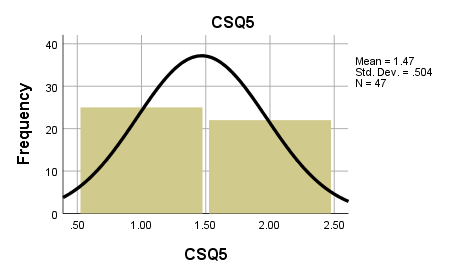 CSQ5
Mean = 1.47
Std. Dev. = .504
N = 47
Frequency
40
30
20
10
0
.50 1.00 1.50 2.00 2.50
CSQ5